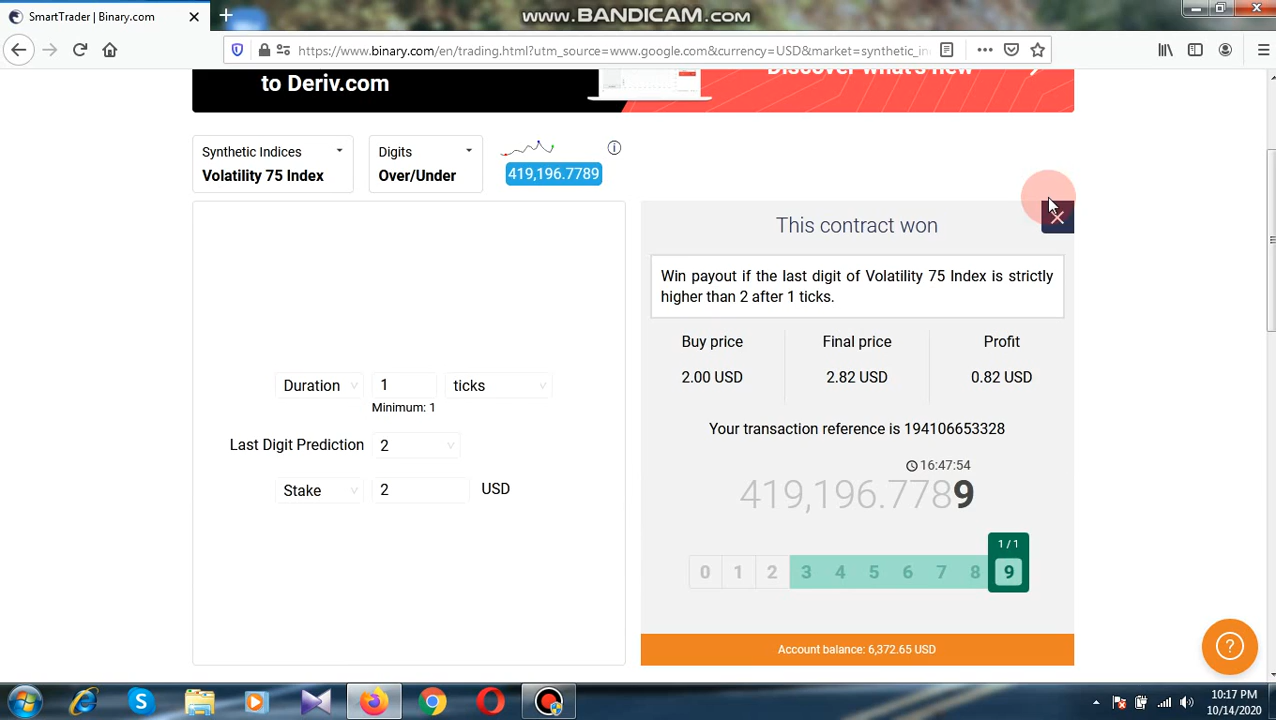 SmartTrader | Binary.com
www.BANDICAM.com
https://www.binary.com/en/trading.html?utm_source=www.google.com&currency=USD&market=synthetic_in
to Deriv.com
Discover what's new
Synthetic Indices
Volatility 75 Index
Digits
Over/Under
419,196.7789
This contract won
Win payout if the last digit of Volatility 75 Index is strictly
higher than 2 after 1 ticks.
Buy price Final price Profit
2.00 USD 2.82 USD 0.82 USD
Your transaction reference is 194106653328
16:47:54
419,196.7789
1 / 1
0 1 2 3 4 5 6 7 8 9
Account balance: 6,372.65 USD
Duration 1 ticks
Minimum: 1
Last Digit Prediction 2
Stake 2 USD
?
10:17 PM
10/14/2020